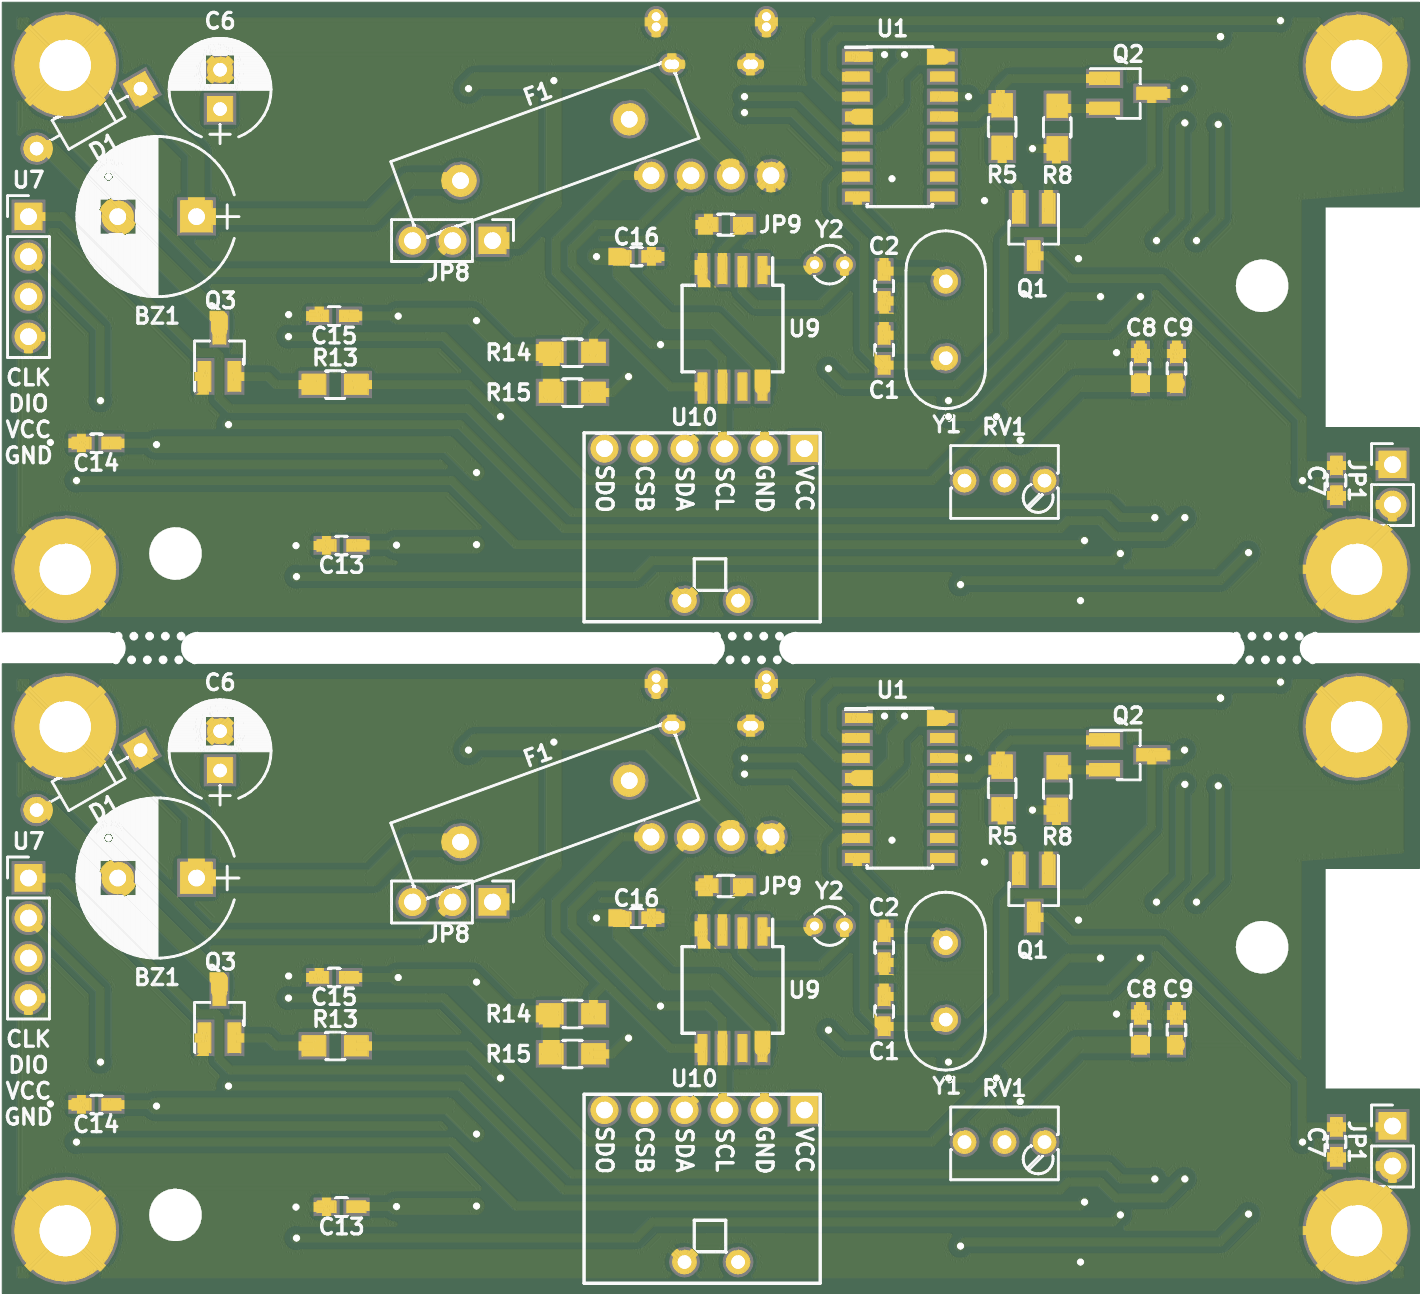 C6
U1
Q2
F1
D1
R5
R8
U7
C16
JP9
Y2
C2
JP8
Q1
Q3
BZ1
C15
R13
R14
R15
U9
C8
C9
C1
CLK
DIO
VCC
GND
C14
U10
Y1
RV1
SDO
CSB
SDA
SCL
GND
VCC
C7
JP1
C13
C6
U1
Q2
F1
D1
R5
R8
U7
C16
JP9
Y2
C2
JP8
Q1
Q3
BZ1
C15
R13
R14
R15
U9
C8
C9
C1
CLK
DIO
VCC
GND
C14
U10
Y1
RV1
SDO
CSB
SDA
SCL
GND
VCC
C7
JP1
C13